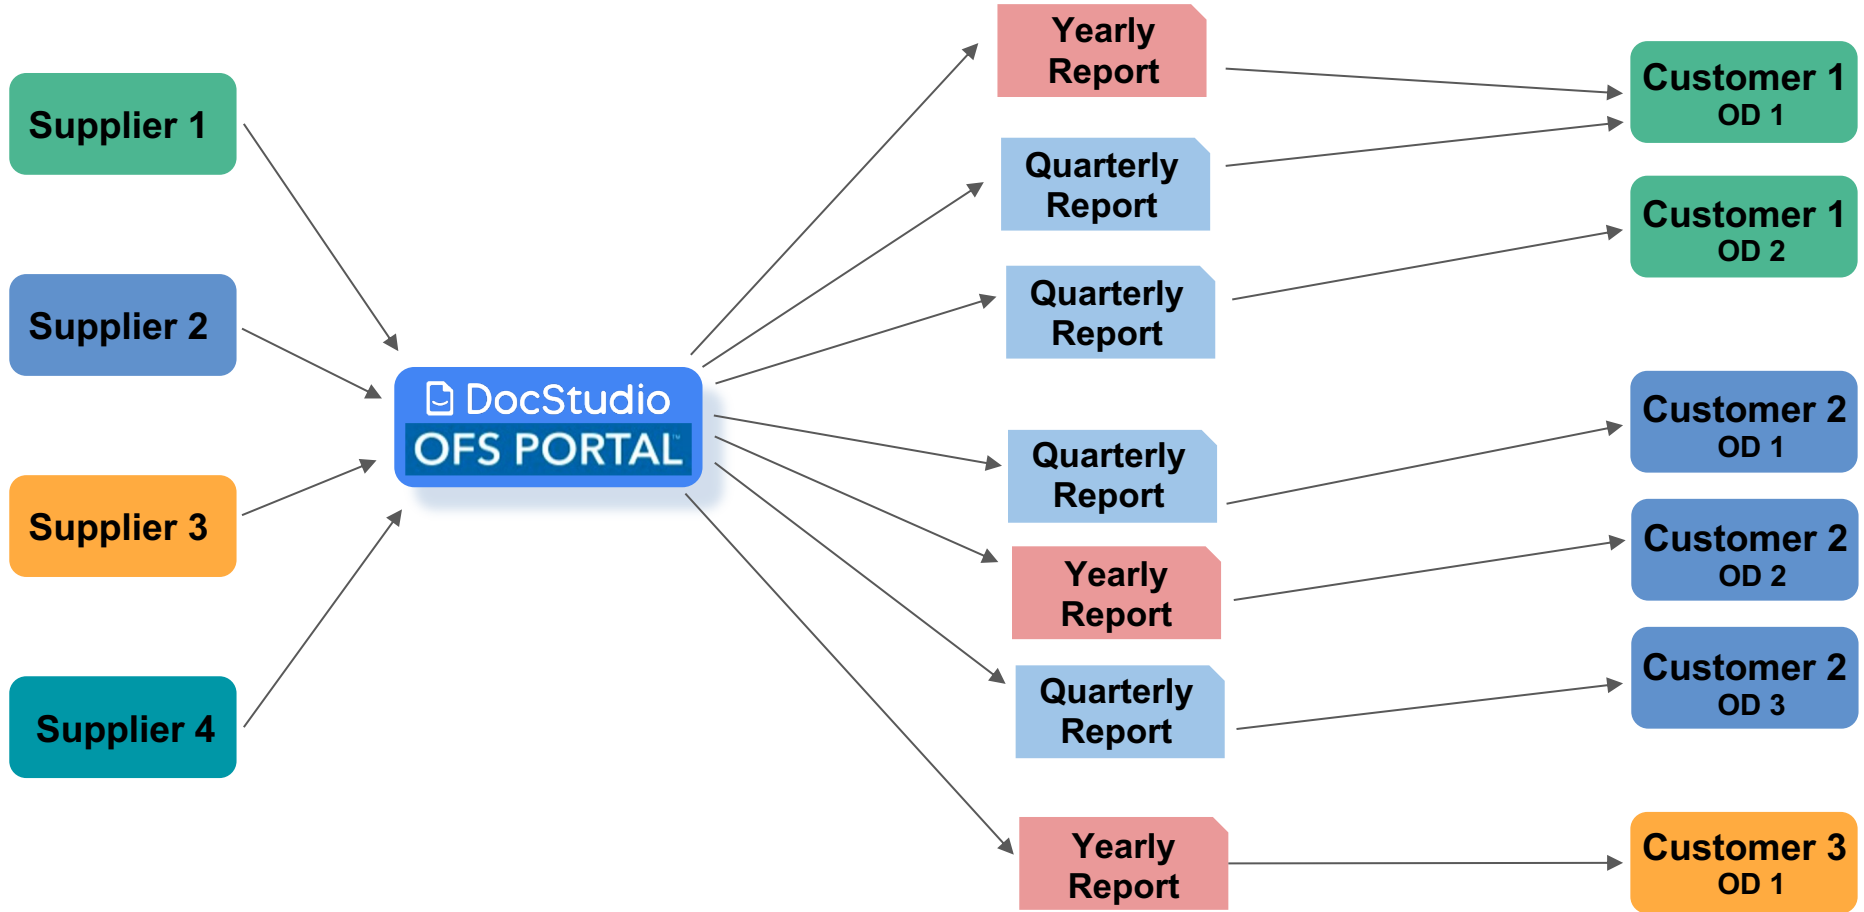 Supplier 1
Supplier 2
Supplier 3
Supplier 4
DocStudio
OFS PORTAL™
Yearly
Report
Quarterly
Report
Quarterly
Report
Quarterly
Report
Yearly
Report
Quarterly
Report
Yearly
Report
Customer 1
OD 1
Customer 1
OD 2
Customer 2
OD 1
Customer 2
OD 2
Customer 2
OD 3
Customer 3
OD 1